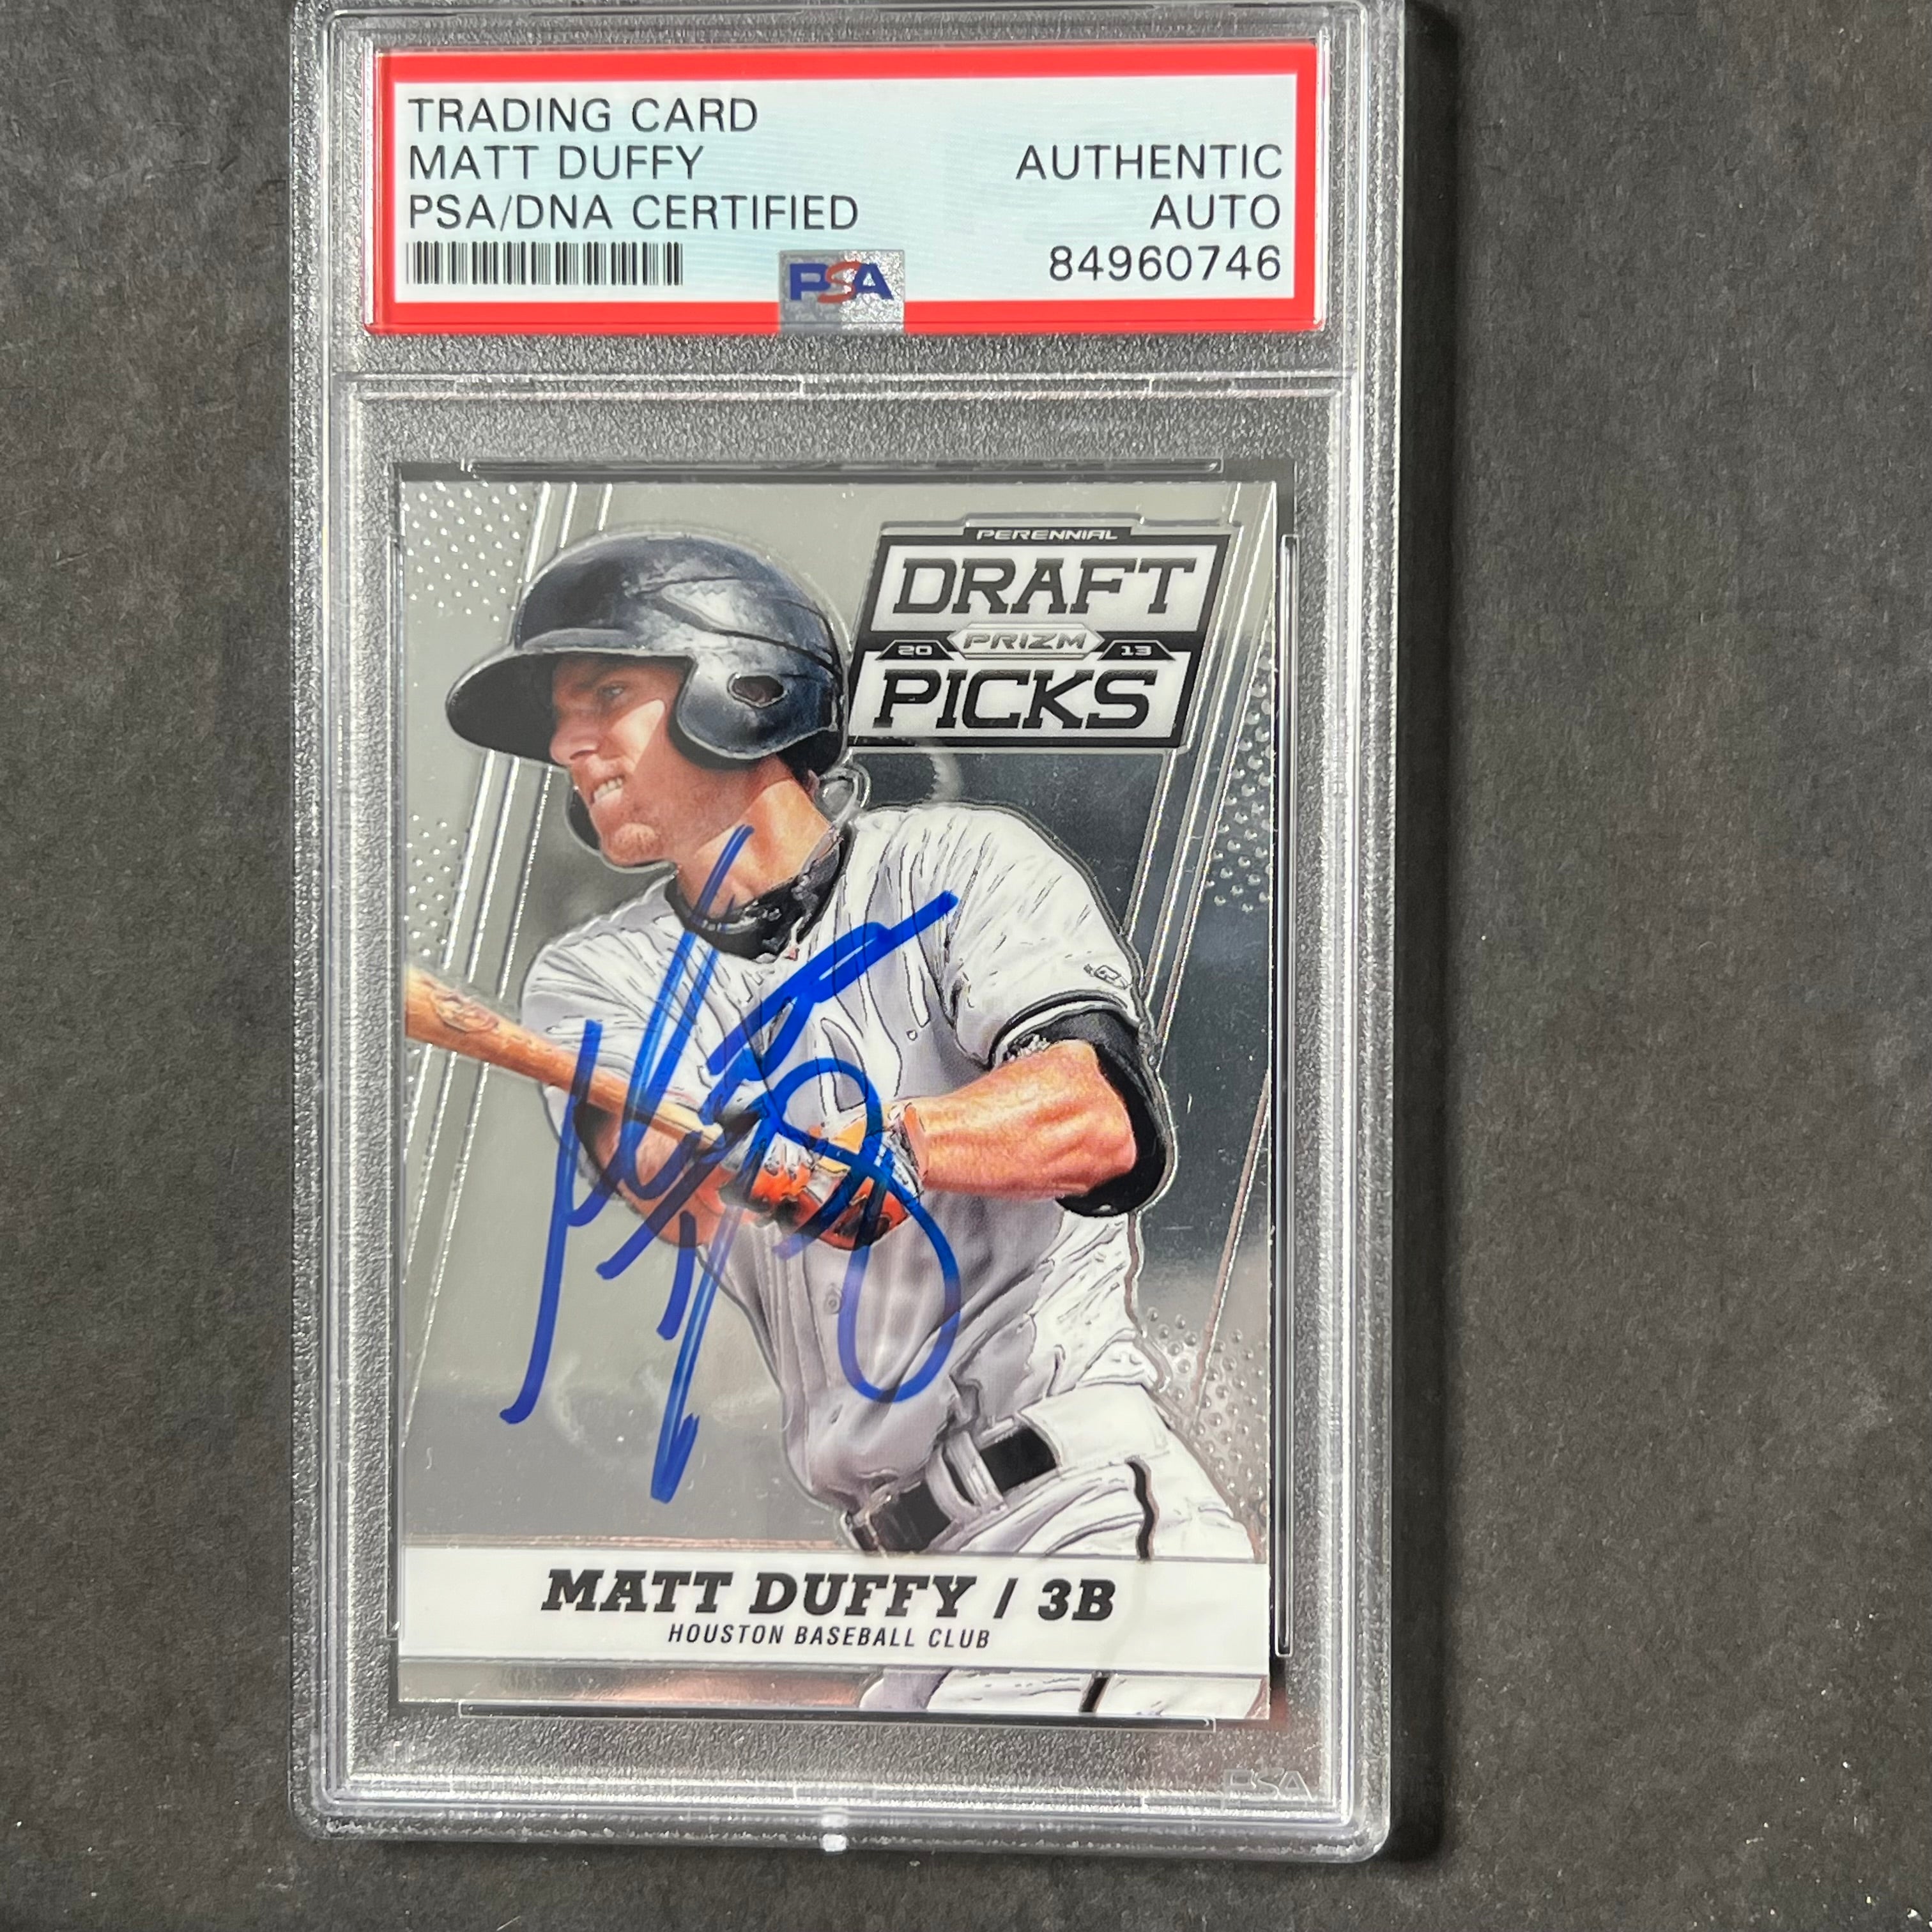 TRADING CARD
MATT DUFFY
PSA/DNA CERTIFIED
AUTHENTIC
AUTO
84960746
PSA
PERENNIAL
DRAFT
20 PRIZM 13
PICKS
MATT DUFFY / 3B
HOUSTON BASEBALL CLUB
PSA